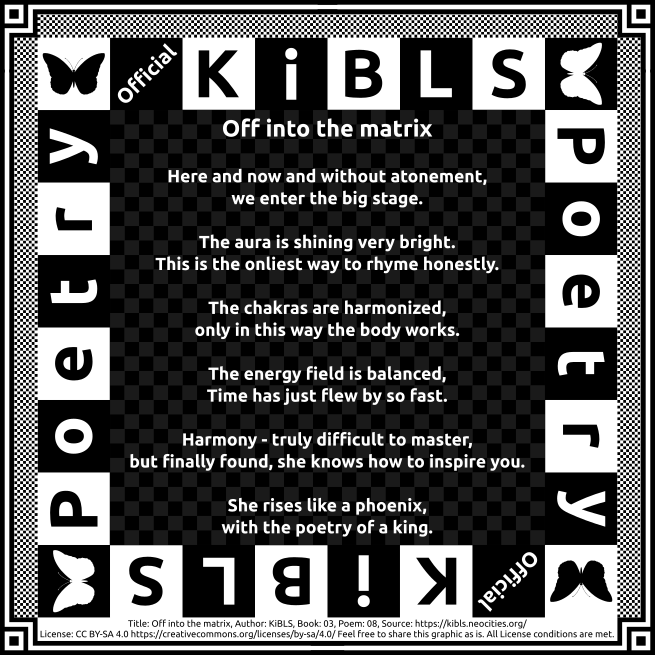 Official KiBLS
Poetry
Poetry
Off into the matrix
Here and now and without atonement,
we enter the big stage.
The aura is shining very bright.
This is the onliest way to rhyme honestly.
The chakras are harmonized,
only in this way the body works.
The energy field is balanced,
Time has just flew by so fast.
Harmony - truly difficult to master,
but finally found, she knows how to inspire you.
She rises like a phoenix,
with the poetry of a king.
Official KiBLS
Title: Off into the matrix, Author: KiBLS, Book: 03, Poem: 08, Source: https://kibls.neocities.org/
License: CC BY-SA 4.0 https://creativecommons.org/licenses/by-sa/4.0/ Feel free to share this graphic as is. All License conditions are met.